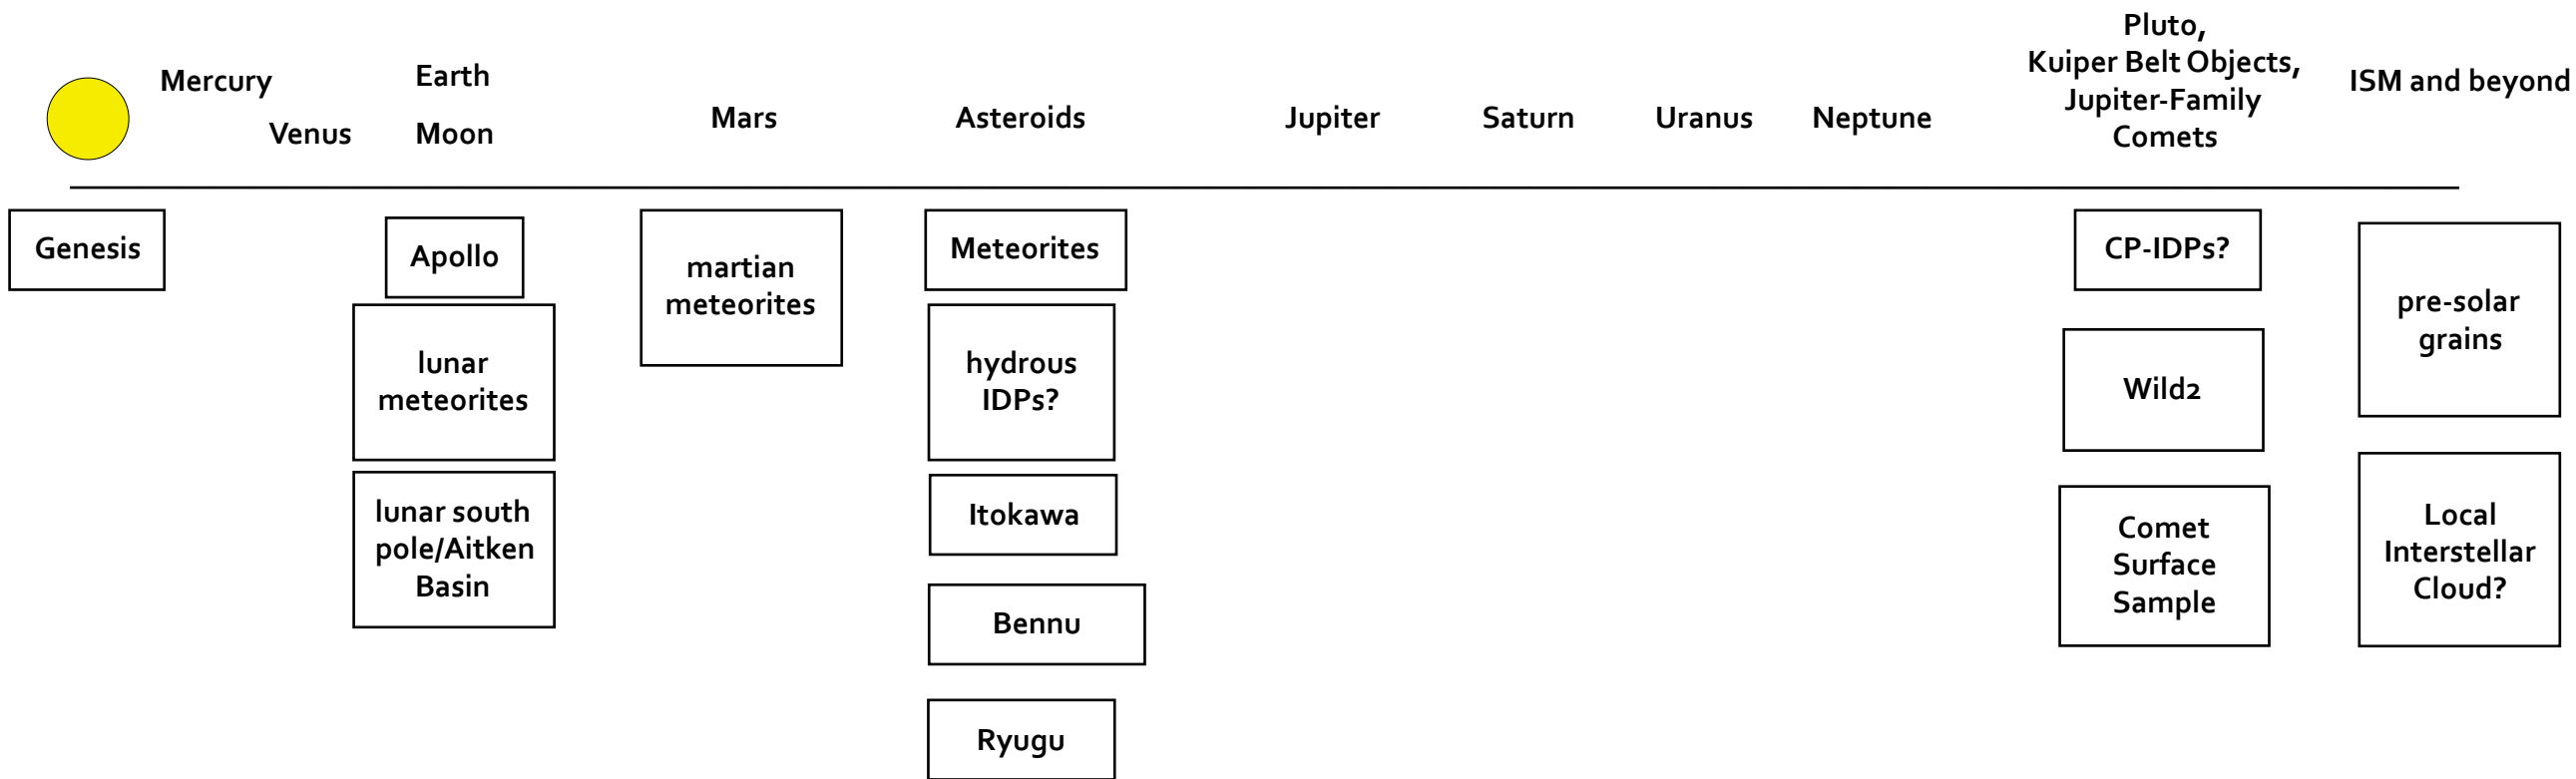 Mercury
Venus
Earth
Moon
Mars
Asteroids
Jupiter
Saturn
Uranus
Neptune
Pluto,
Kuiper Belt Objects,
Jupiter-Family
Comets
ISM and beyond
Genesis
Apollo
lunar
meteorites
lunar south
pole/Aitken
Basin
martian
meteorites
Meteorites
hydrous
IDPs?
Itokawa
Bennu
Ryugu
CP-IDPs?
Wild2
Comet
Surface
Sample
pre-solar
grains
Local
Interstellar
Cloud?